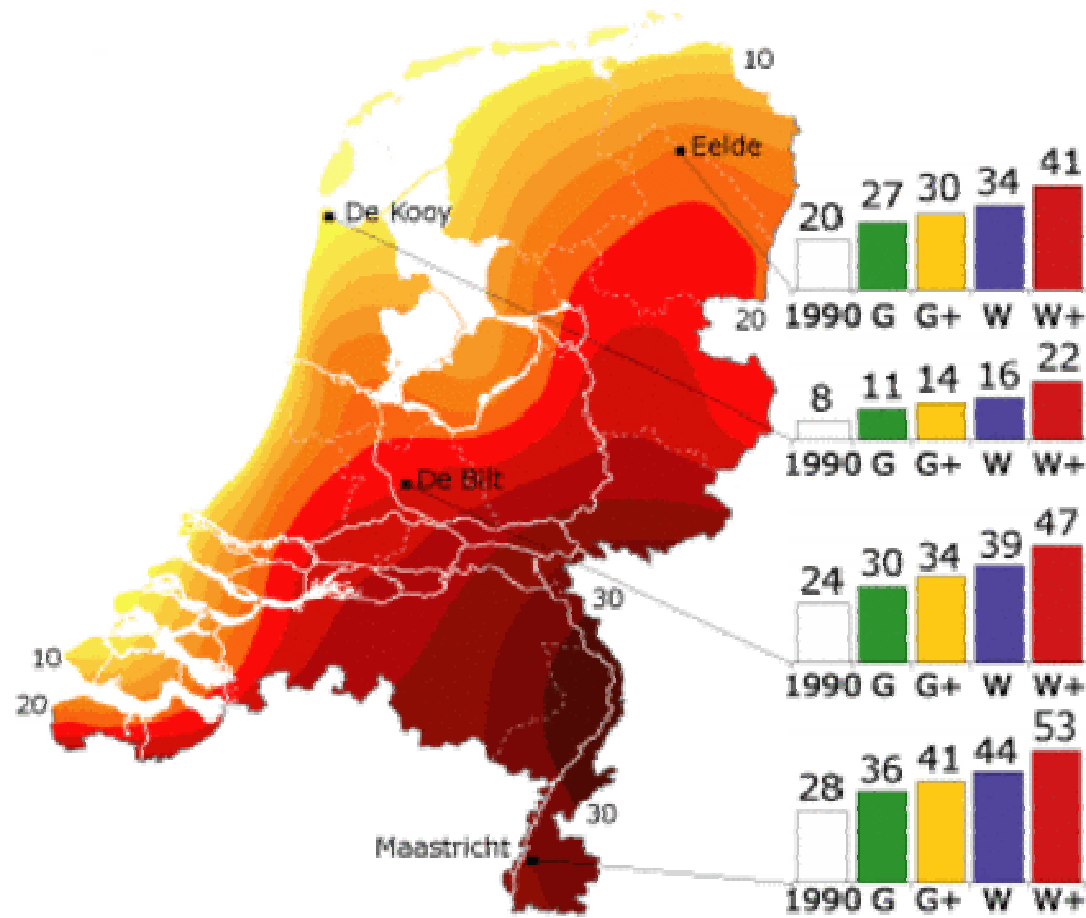 10
Eelde
De Kooy
20 27 30 34 41
1990 G G+ W W+
20
8 11 14 16 22
1990 G G+ W W+
De Bilt
24 30 34 39 47
1990 G G+ W W+
30
10
20
28 36 41 44 53
1990 G G+ W W+
30
Maastricht